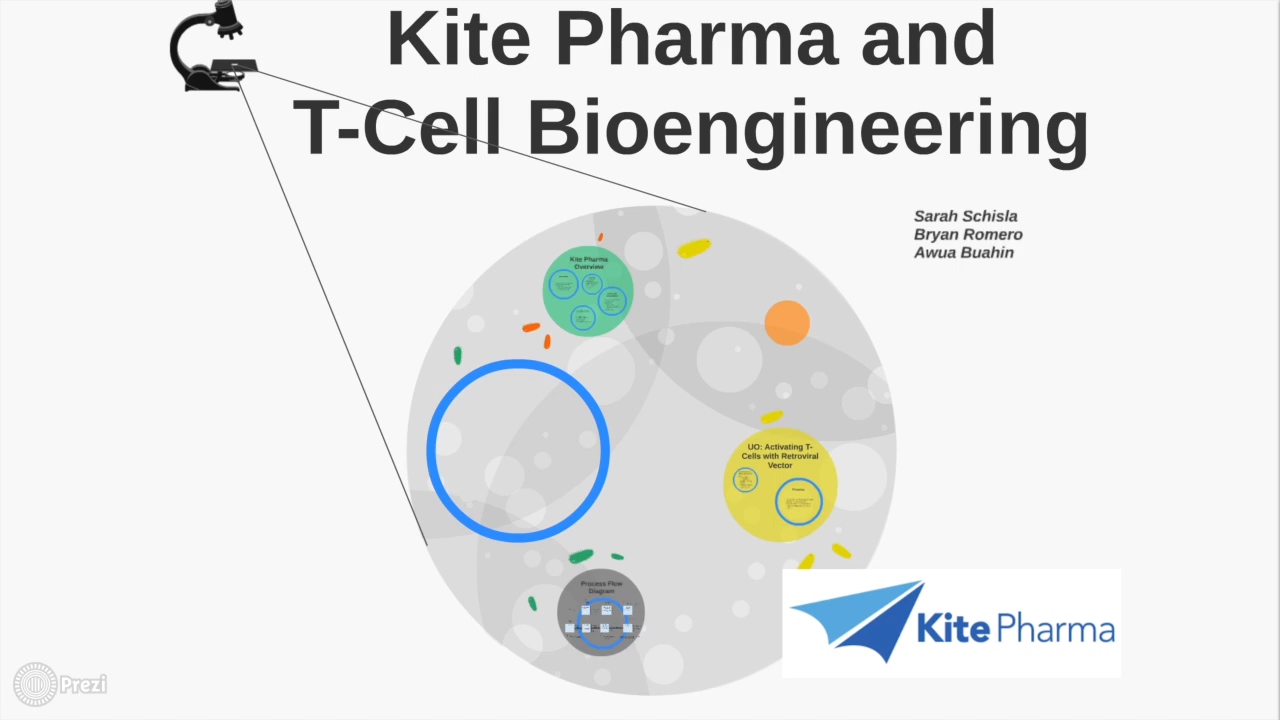 Kite Pharma and
T-Cell Bioengineering
Sarah Schisla
Bryan Romero
Awua Buahin
Kite Pharma
Overview
UO: Activating T-
Cells with Retroviral
Vector
Process Flow
Diagram
Kite Pharma
Prezi